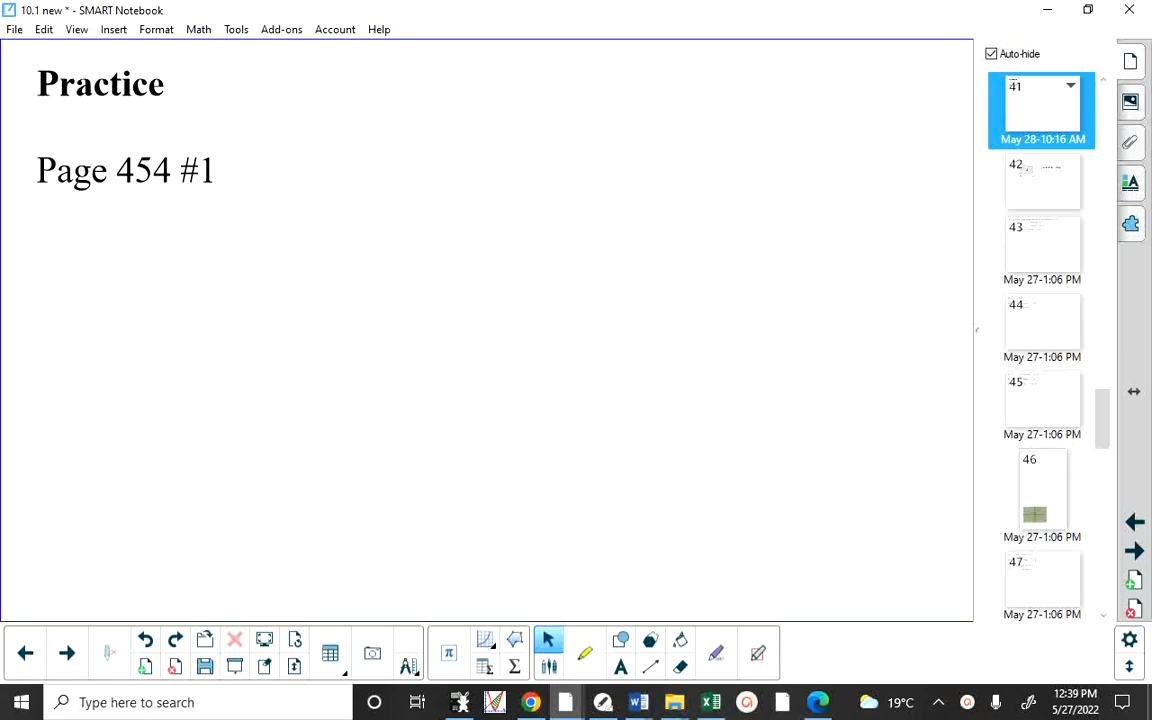 10.1 new * - SMART Notebook
File Edit View Insert Format Math Tools Add-ons Account Help
Practice
Page 454 #1
Auto-hide
41
May 28-10:16 AM
42
43
May 27-1:06 PM
44
May 27-1:06 PM
45
May 27-1:06 PM
46
May 27-1:06 PM
47
May 27-1:06 PM
Type here to search
19°C
12:39 PM
5/27/2022